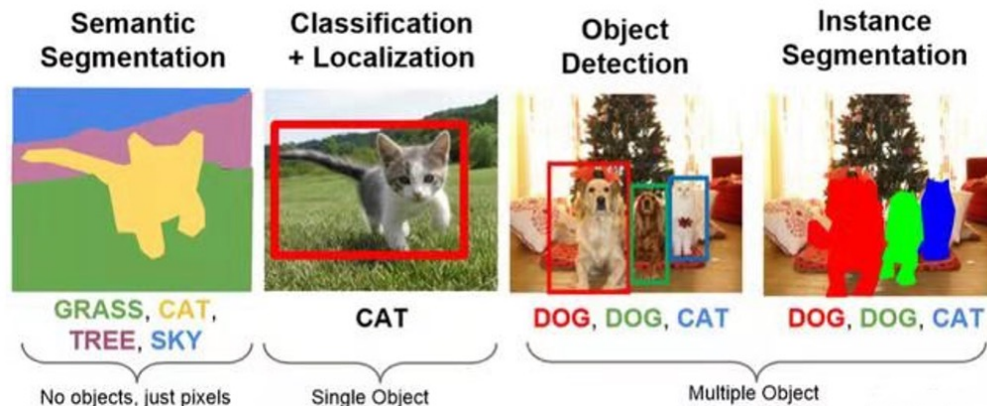 Semantic
Segmentation
Classification
+ Localization
Object
Detection
Instance
Segmentation
GRASS, CAT,
TREE, SKY
CAT
DOG, DOG, CAT
DOG, DOG, CAT
No objects, just pixels
Single Object
Multiple Object